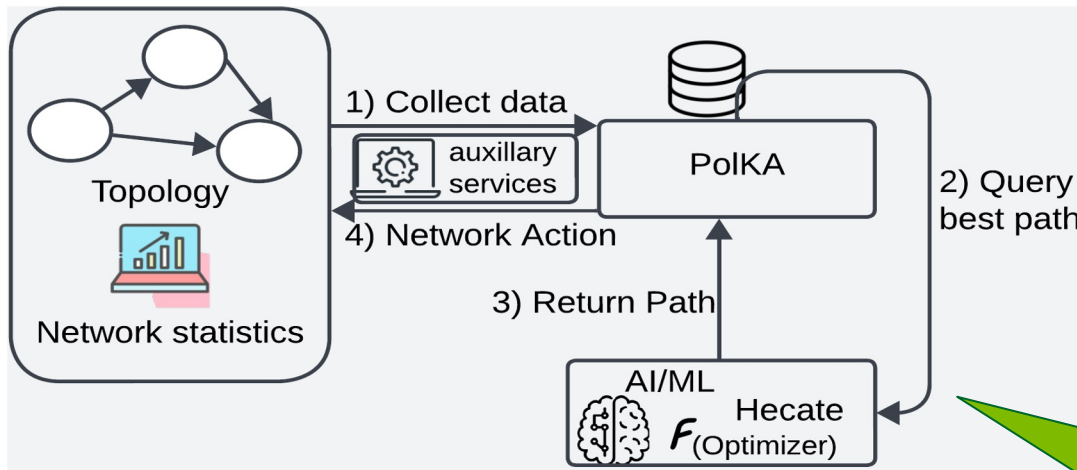 1) Collect data
auxillary
services
PolKA
2) Query
best path
Topology
4) Network Action
3) Return Path
Network statistics
AI/ML
Hecate
F(Optimizer)